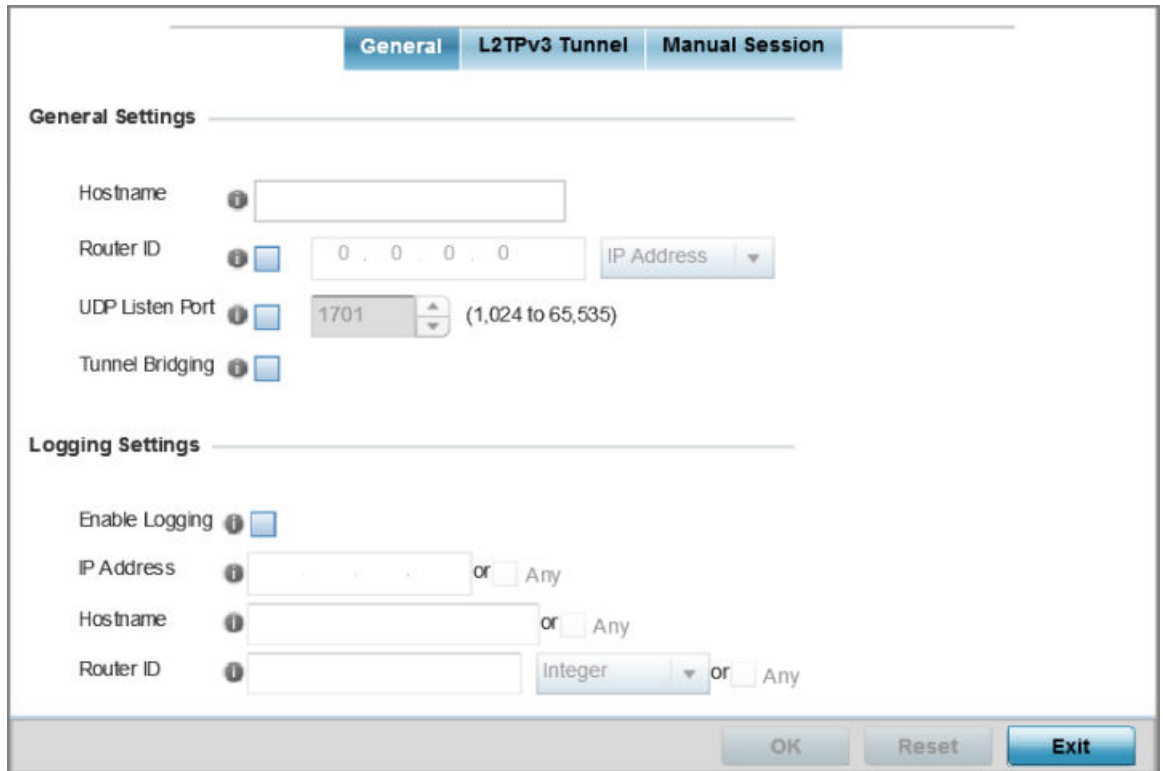 General L2TPv3 Tunnel Manual Session
General Settings
Hostname
Router ID 0 . 0 . 0 . 0 IP Address
UDP Listen Port 1701 (1,024 to 65,535)
Tunnel Bridging
Logging Settings
Enable Logging
IP Address . . . or Any
Hostname or Any
Router ID Integer or Any
OK Reset Exit